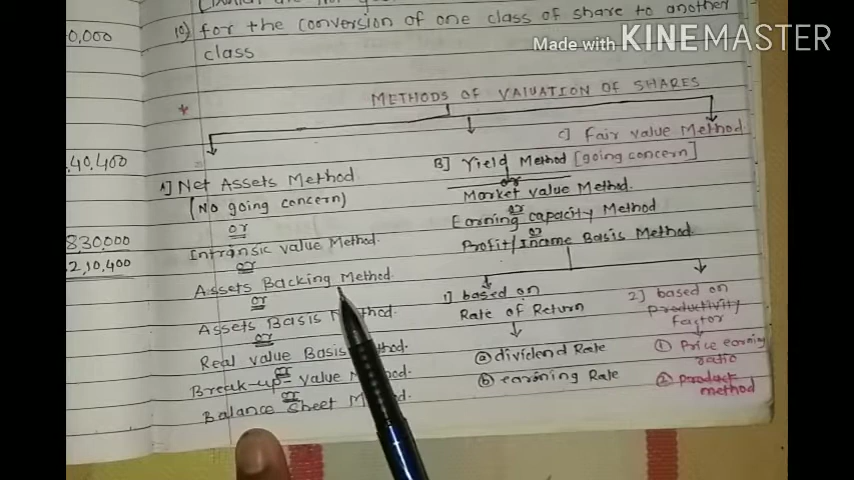 10) for the conversion of one class of share to another
class
Made with KINEMASTER
0,000
,40,400
830,000
2,10,400
* METHODS OF VALUATION OF SHARES
A] Net Assets Method
(No going concern)
or
Intransic value Method.
or
Assets Backing Method
or
Assets Basis Method.
or
Real value Basis Method.
or
Break-up- value Method.
or
Balance Sheet Method.
B] Yield Method [going concern]
or
Market value Method.
or
Earning capacity Method
or
Profit/Income Basis Method.
1] based on
Rate of Return
ⓐ dividend Rate
ⓑ earning Rate
2] based on
productivity
factor
① Price earning
ratio
② product
method
C] Fair value Method